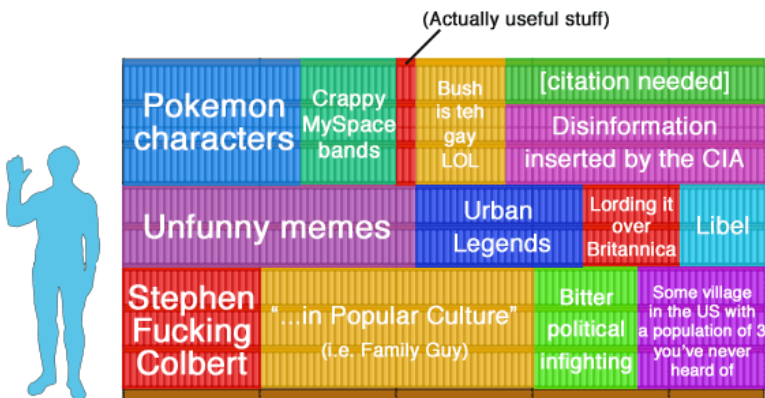 (Actually useful stuff)
Pokemon
characters
Crappy
MySpace
bands
Bush
is teh
gay
LOL
[citation needed]
Disinformation
inserted by the CIA
Unfunny memes
Urban
Legends
Lording it
over
Britannica
Libel
Stephen
Fucking
Colbert
"...in Popular Culture"
(i.e. Family Guy)
Bitter
political
infighting
Some village
in the US with
a population of 3
you've never
heard of